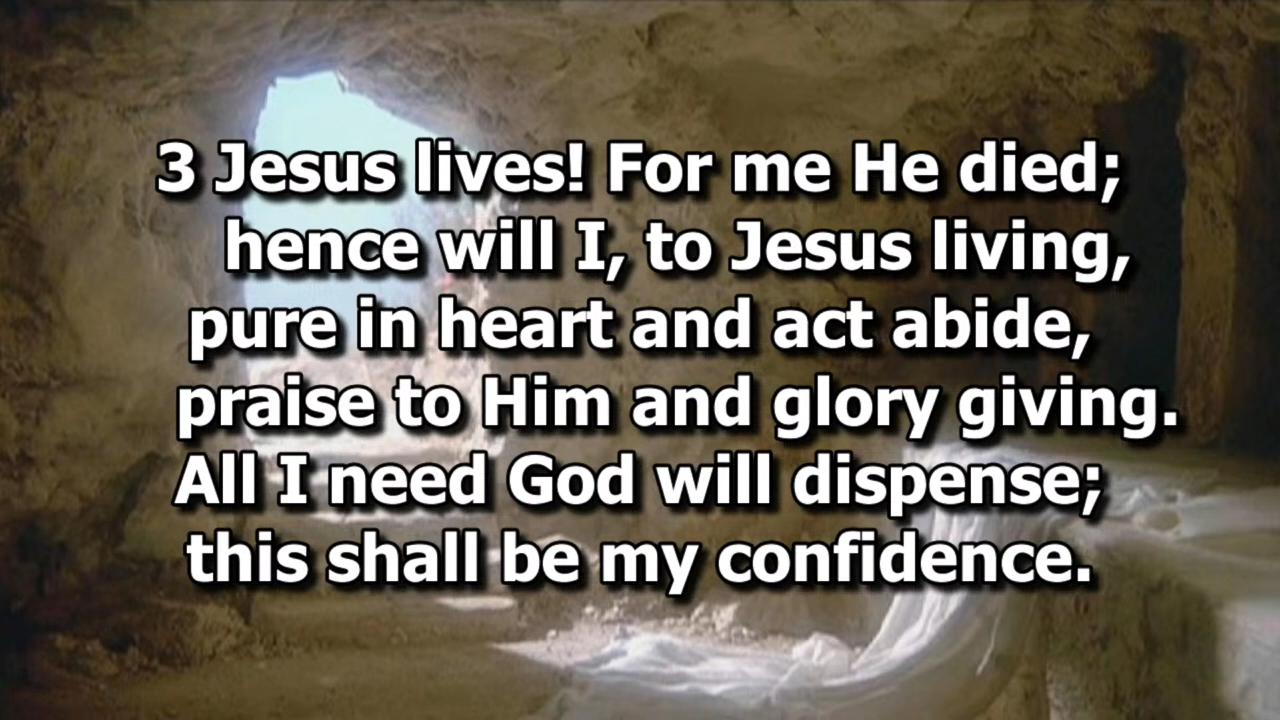 3 Jesus lives! For me He died;
hence will I, to Jesus living,
pure in heart and act abide,
praise to Him and glory giving.
All I need God will dispense;
this shall be my confidence.